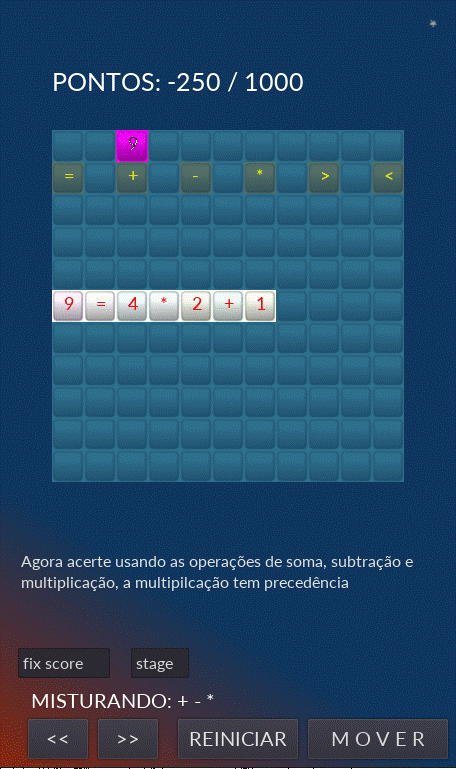 PONTOS: -250 / 1000
9
= + - * > <
9 = 4 * 2 + 1
Agora acerte usando as operações de soma, subtração e
multiplicação, a multipilcação tem precedência
fix score stage
MISTURANDO: + - *
<< >> REINICIAR M O V E R